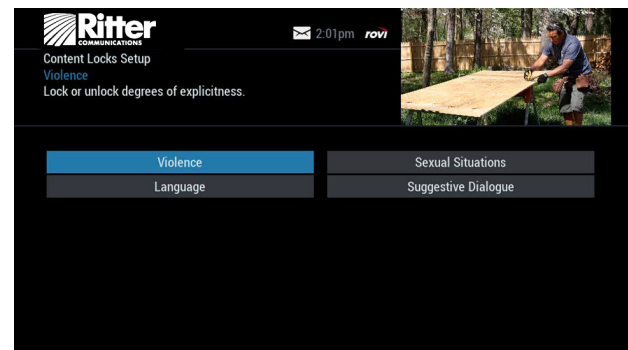 Ritter
COMMUNICATIONS
2:01pm rovi
Content Locks Setup
Violence
Lock or unlock degrees of explicitness.
Violence
Sexual Situations
Language
Suggestive Dialogue